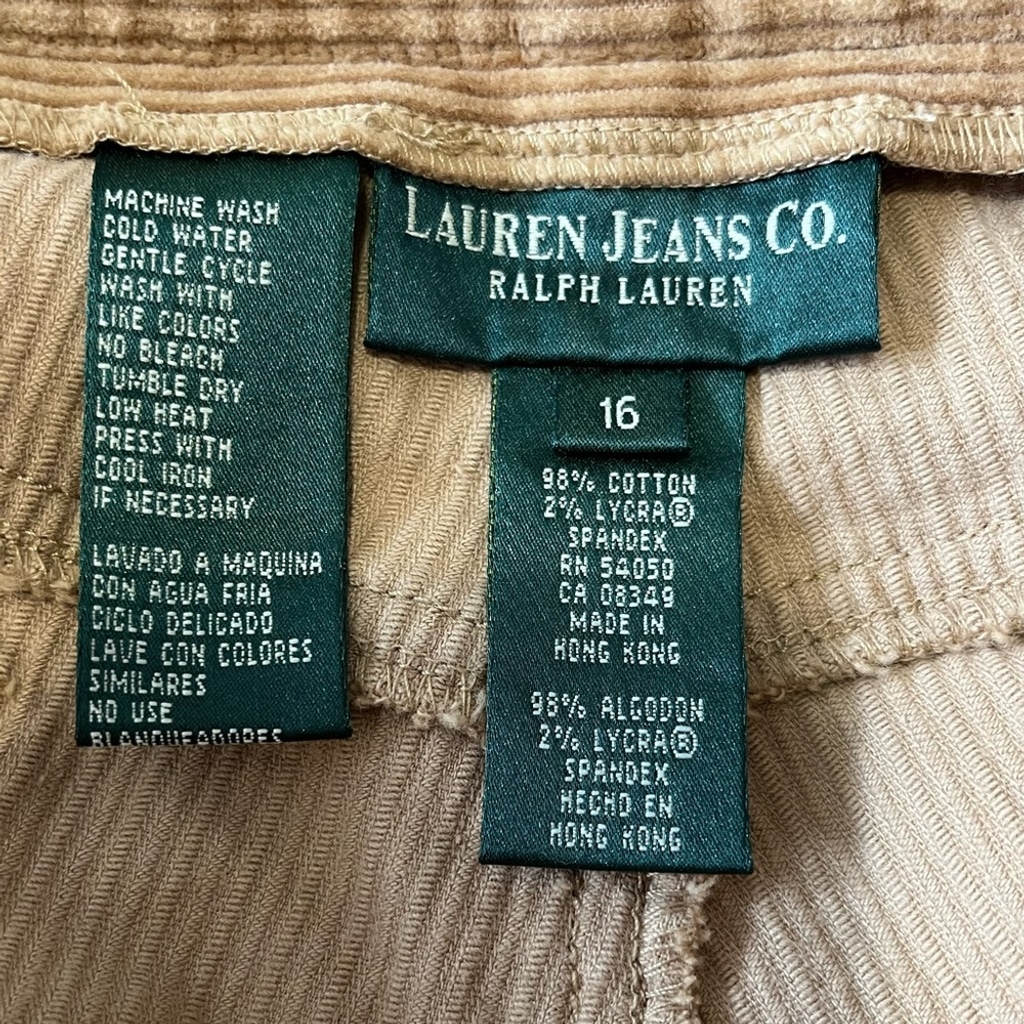 MACHINE WASH
COLD WATER
GENTLE CYCLE
WASH WITH
LIKE COLORS
NO BLEACH
TUMBLE DRY
LOW HEAT
PRESS WITH
COOL IRON
IF NECESSARY
LAVADO A MAQUINA
CON AGUA FRIA
CICLO DELICADO
LAVE CON COLORES
SIMILARES
NO USE
BLANQUEADORES
LAUREN JEANS CO.
RALPH LAUREN
16
98% COTTON
2% LYCRA®
SPANDEX
RN 54050
CA 08349
MADE IN
HONG KONG
98% ALGODON
2% LYCRA®
SPANDEX
HECHO EN
HONG KONG